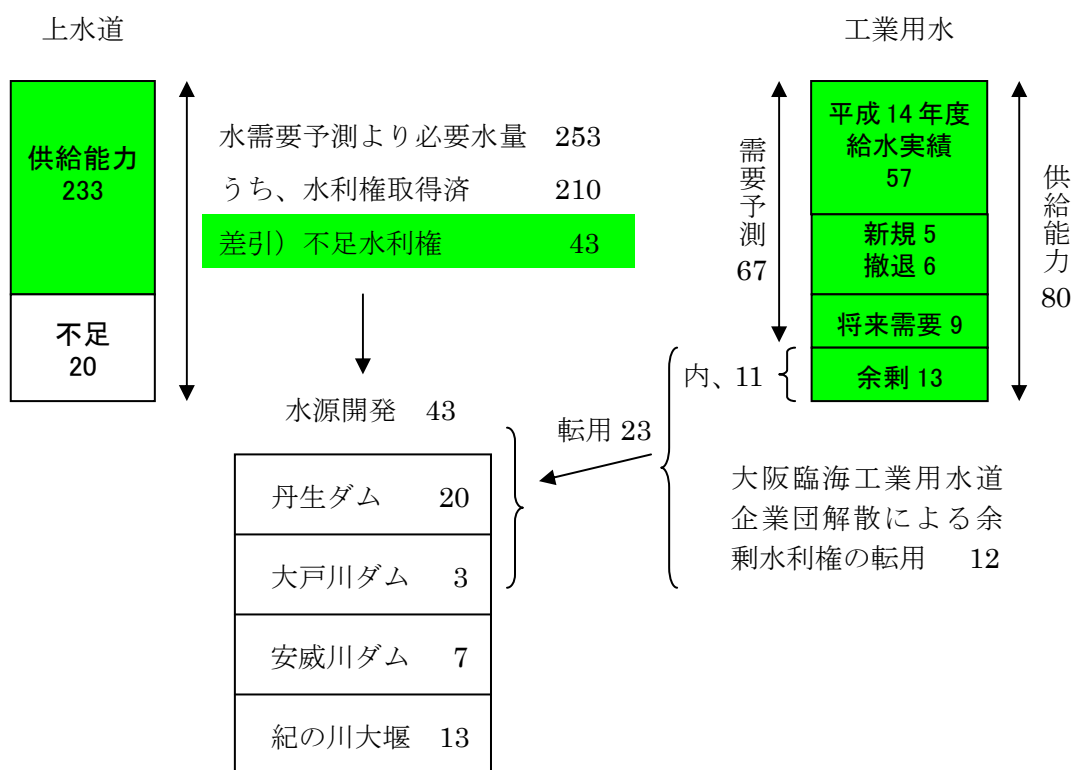 上水道
供給能力
233
不足
20
水需要予測より必要水量 253
うち、水利権取得済 210
差引）不足水利権 43
水源開発 43
丹生ダム 20
大戸川ダム 3
安威川ダム 7
紀の川大堰 13
転用 23
工業用水
平成 14 年度
給水実績
57
新規 5
撤退 6
将来需要 9
余剰 13
需要予測
67
供給能力
80
内、11
大阪臨海工業用水道
企業団解散による余
剰水利権の転用 12